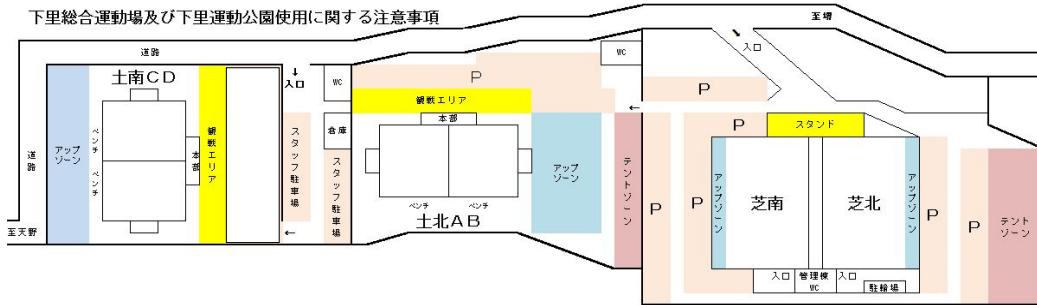 下里総合運動場及び下里運動公園使用に関する注意事項
至堺
道路
入口
WC
土南CD
↓
入口
WC
P
P
観戦エリア
←
本部
スタンド
P
倉庫
道路
アップゾーン
ベンチ
ベンチ
本部
観戦エリア
スタッフ駐車場
スタッフ駐車場
アップゾーン
テントゾーン
P
P
アップゾーン
芝南
芝北
アップゾーン
P
P
テントゾーン
ベンチ
ベンチ
土北AB
至天野
←
入口
管理棟
WC
入口
駐輪場